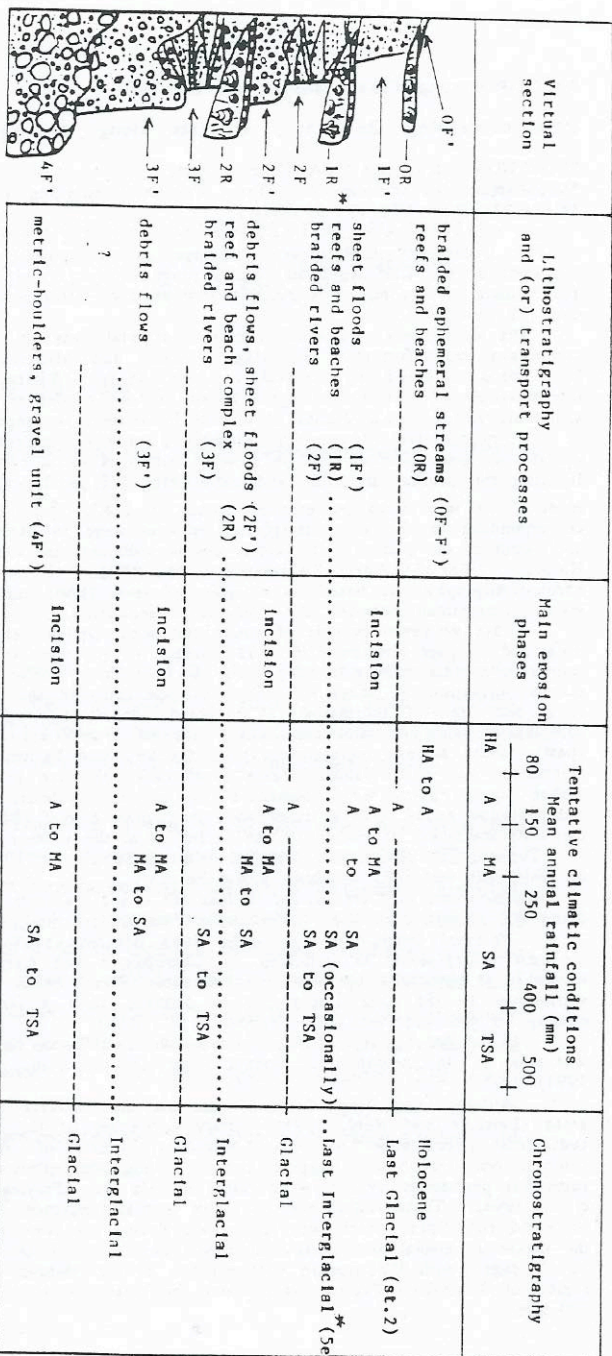 Virtual section
Lithostratigraphy and (or) transport processes
Main erosion phases
Tentative climatic conditions
Mean annual rainfall (mm)
80 150 250 400 500
HA A MA SA TSA
Chronostratigraphy
OF'
OR
1F'
1R *
2F
2F'
2R
3F
3F'
4F'
braided ephemeral streams (OF-F')
reefs and beaches (OR)
sheet floods (1F')
reefs and beaches (1R)
braided rivers (2F)
debris flows, sheet floods (2F')
reef and beach complex (2R)
braided rivers (3F)
debris flows (3F')
?
metric-boulders, gravel unit (4F')
incision
incision
incision
incision
HA to A
A
A to MA
A to SA
SA (occasionally)
SA to TSA
A
A to MA
MA to SA
SA to TSA
A to MA
MA to SA
A to MA
SA to TSA
Holocene
Last Glacial (st.2)
Last Interglacial * (5e
Glacial
Interglacial
Glacial
Interglacial
Glacial